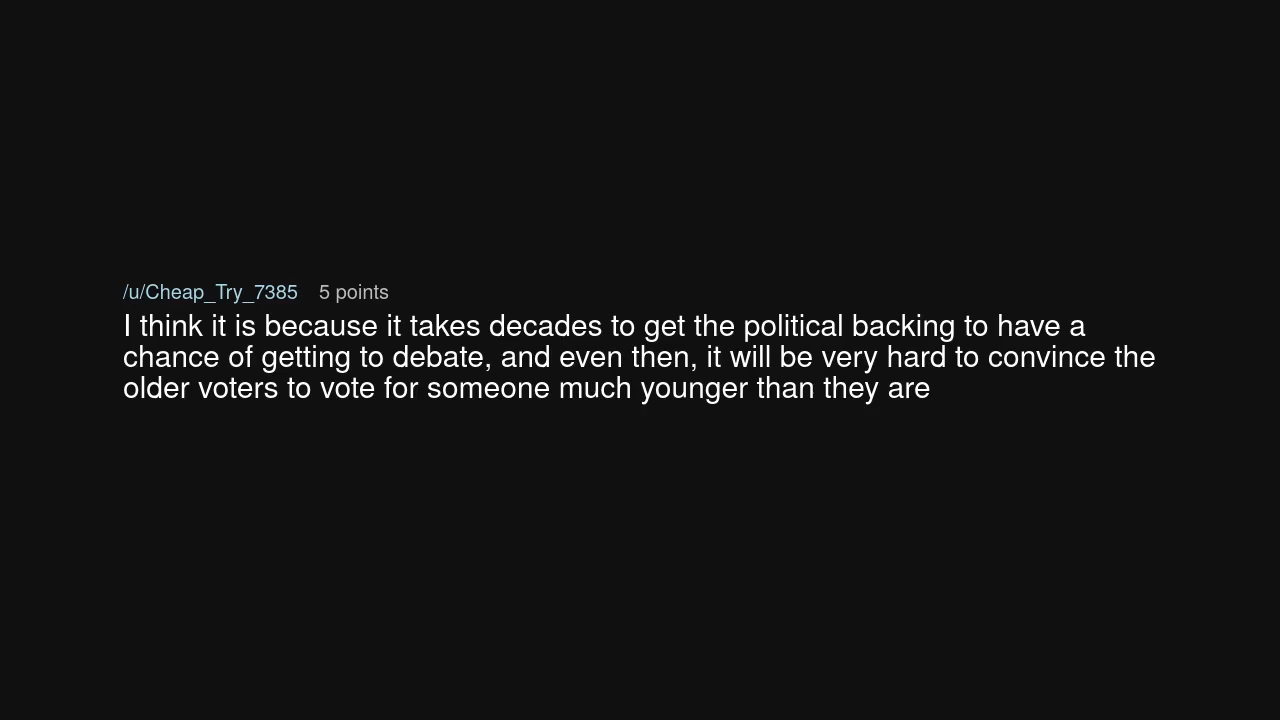 /u/Cheap_Try_7385 5 points
I think it is because it takes decades to get the political backing to have a
chance of getting to debate, and even then, it will be very hard to convince the
older voters to vote for someone much younger than they are